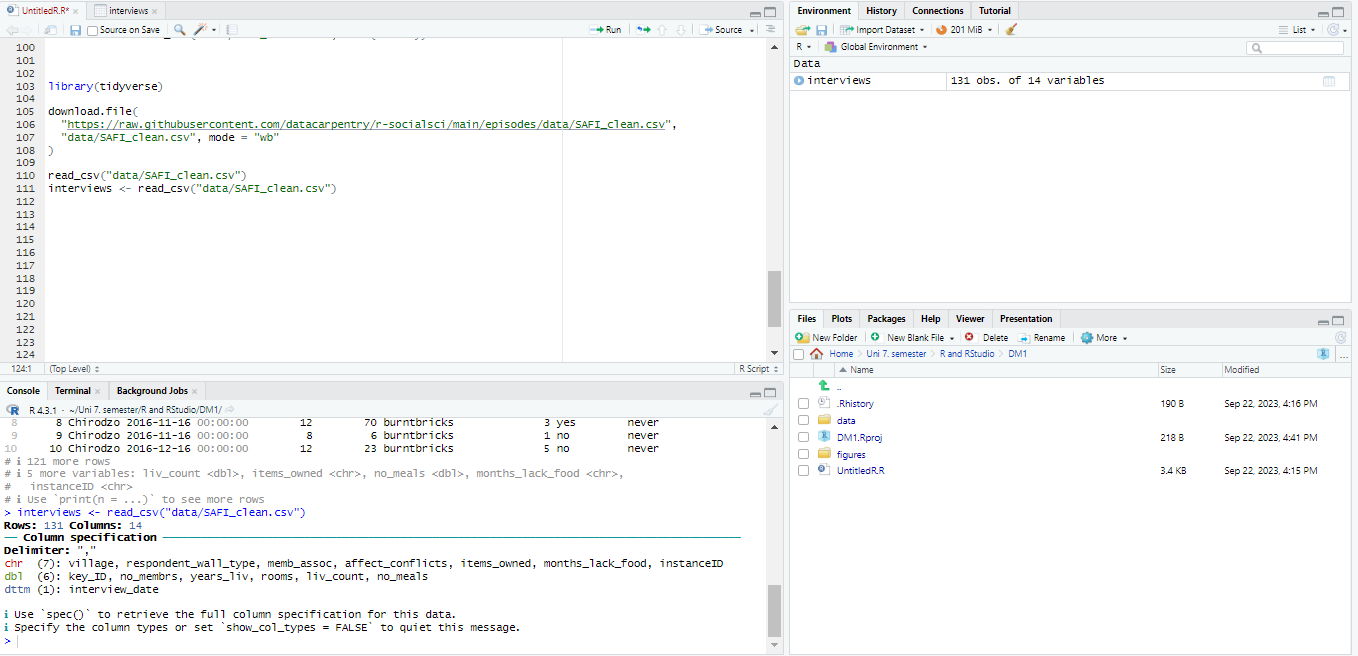 UntitledR.R*
interviews
Source on Save
Run
Source
100
101
102
103 library(tidyverse)
104
105 download.file(
106 "https://raw.githubusercontent.com/datacarpentry/r-socialsci/main/episodes/data/SAFI_clean.csv",
107 "data/SAFI_clean.csv", mode = "wb"
108 )
109
110 read_csv("data/SAFI_clean.csv")
111 interviews <- read_csv("data/SAFI_clean.csv")
112
113
114
115
116
117
118
119
120
121
122
123
124
124:1 (Top Level) R Script
Console Terminal Background Jobs
R 4.3.1 · ~/Uni 7. semester/R and RStudio/DM1/
8 8 Chirodzo 2016-11-16 00:00:00 12 70 burntbricks 3 yes never
9 9 Chirodzo 2016-11-16 00:00:00 8 6 burntbricks 1 no never
10 10 Chirodzo 2016-12-16 00:00:00 12 23 burntbricks 5 no never
# ℹ 121 more rows
# ℹ 5 more variables: liv_count <dbl>, items_owned <chr>, no_meals <dbl>, months_lack_food <chr>,
# instanceID <chr>
# ℹ Use `print(n = ...)` to see more rows
> interviews <- read_csv("data/SAFI_clean.csv")
Rows: 131 Columns: 14
── Column specification ──
Delimiter: ","
chr (7): village, respondent_wall_type, memb_assoc, affect_conflicts, items_owned, months_lack_food, instanceID
dbl (6): key_ID, no_membrs, years_liv, rooms, liv_count, no_meals
dttm (1): interview_date
ℹ Use `spec()` to retrieve the full column specification for this data.
ℹ Specify the column types or set `show_col_types = FALSE` to quiet this message.
>
Environment History Connections Tutorial
Import Dataset 201 MiB List
R Global Environment
Data
interviews 131 obs. of 14 variables
Files Plots Packages Help Viewer Presentation
New Folder New Blank File Delete Rename More
Home Uni 7. semester R and RStudio DM1 ...
Name Size Modified
..
.Rhistory 190 B Sep 22, 2023, 4:16 PM
data
DM1.Rproj 218 B Sep 22, 2023, 4:41 PM
figures
UntitledR.R 3.4 KB Sep 22, 2023, 4:15 PM